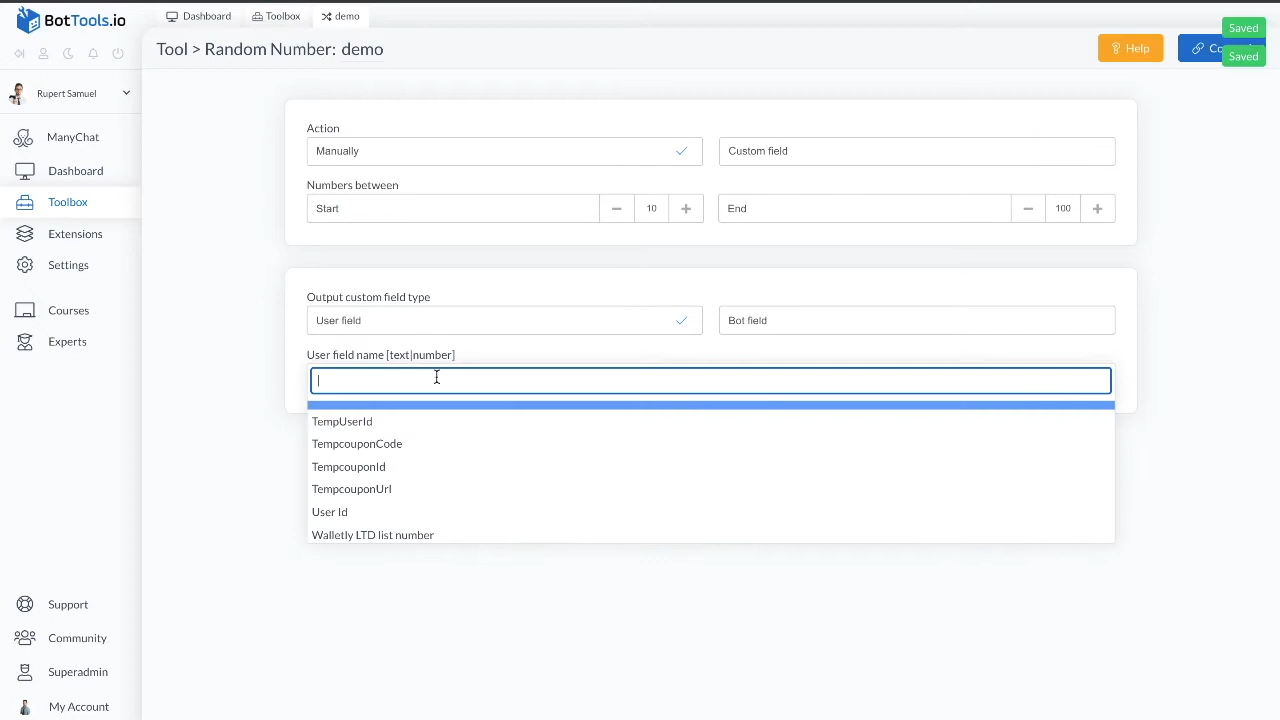 BotTools.io
Dashboard
Toolbox
demo
Tool > Random Number: demo
Help
Saved
Saved
Rupert Samuel
ManyChat
Dashboard
Toolbox
Extensions
Settings
Courses
Experts
Support
Community
Superadmin
My Account
Action
Manually
Custom field
Numbers between
Start
10
End
100
Output custom field type
User field
Bot field
User field name [text|number]
TempUserId
TempcouponCode
TempcouponId
TempcouponUrl
User Id
Walletly LTD list number